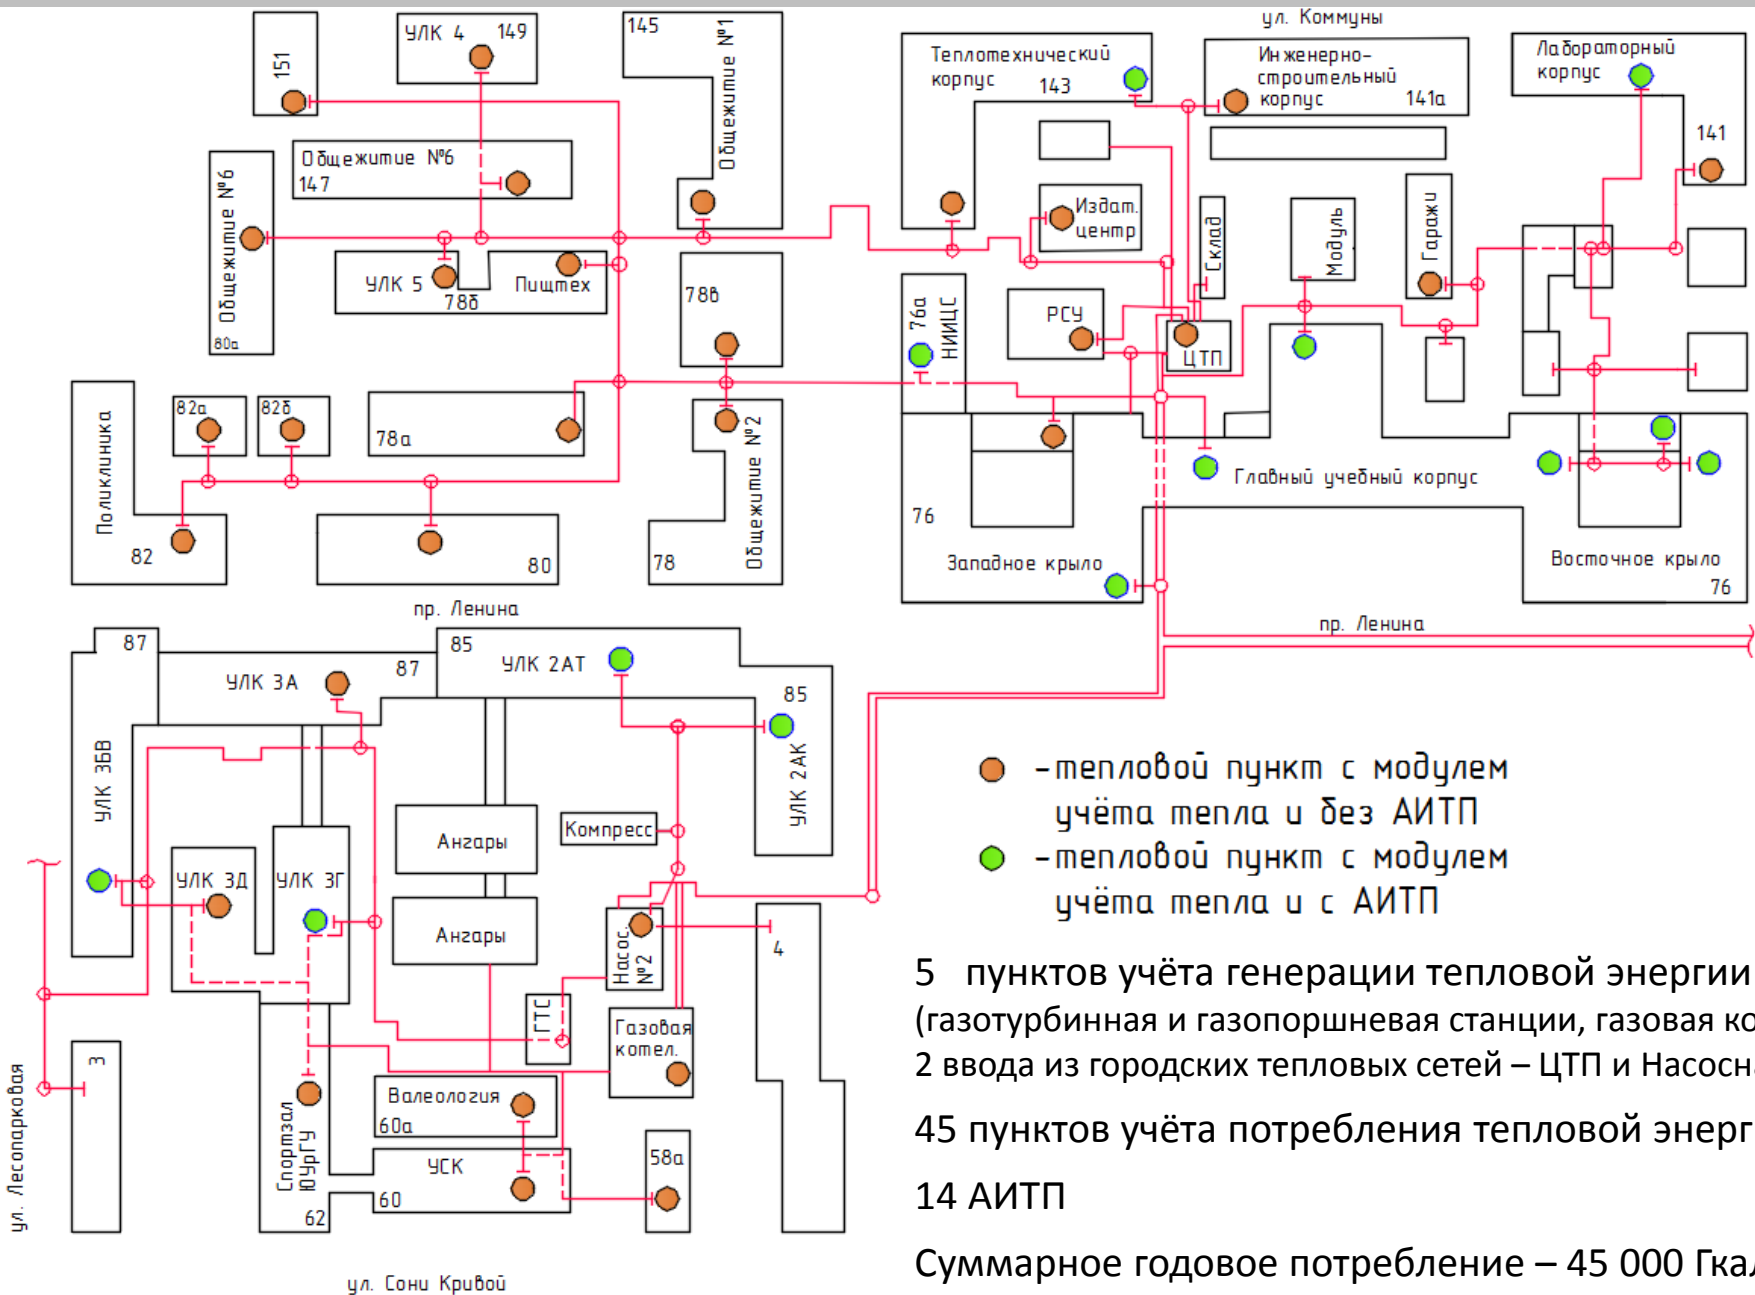 ул. Коммуны
УЛК 4
149
145
151
Общежитие №1
Теплотехнический
корпус
143
Инженерно-
строительный
корпус
141а
Лабораторный
корпус
141
Общежитие №6
147
Общежитие №6
80а
УЛК 5
78б
Пищтех
78в
Издат.
центр
Склад
Модуль
Гаражи
76а
НИИЦС
РСУ
ЦТП
Поликлиника
82
82а
82б
78а
80
78
Общежитие №2
Главный учебный корпус
76
Западное крыло
Восточное крыло
76
пр. Ленина
пр. Ленина
87
УЛК 3А
87
85
УЛК 2АТ
85
УЛК 2АК
УЛК 3БВ
Ангары
Компресс
УЛК 3Д
УЛК 3Г
Ангары
Насос.
№2
4
ГТС
Газовая
котел.
3
ул. Лесопарковая
Спортзал
ЮУрГУ
62
Валеология
60а
УСК
60
58а
ул. Сони Кривой
- тепловой пункт с модулем
учёта тепла и без АИТП
- тепловой пункт с модулем
учёта тепла и с АИТП
5 пунктов учёта генерации тепловой энергии
(газотурбинная и газопоршневая станции, газовая
2 ввода из городских тепловых сетей – ЦТП и
45 пунктов учёта потребления тепловой
14 АИТП
Суммарное годовое потребление – 45 000